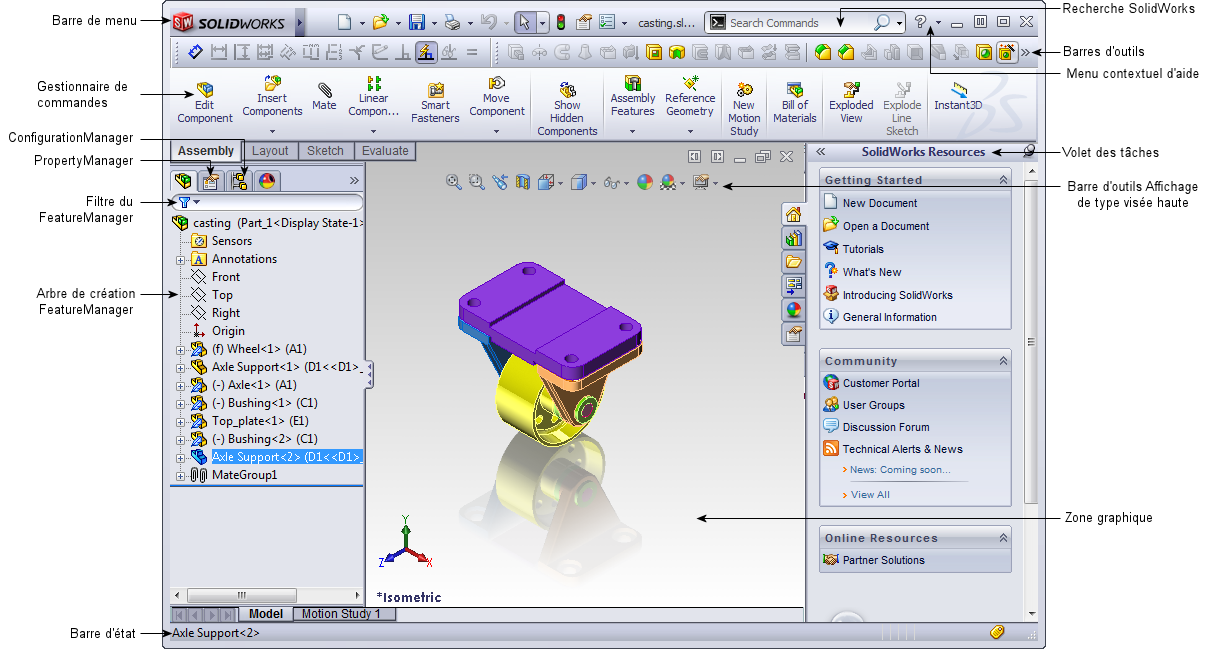 Barre de menu
SOLIDWORKS
casting.sl...
Search Commands
Recherche SolidWorks
Barres d'outils
Menu contextuel d'aide
Gestionnaire de
commandes
Edit
Component
Insert
Components
Mate
Linear
Compon...
Smart
Fasteners
Move
Component
Show
Hidden
Components
Assembly
Features
Reference
Geometry
New
Motion
Study
Bill of
Materials
Exploded
View
Explode
Line
Sketch
Instant3D
ConfigurationManager
PropertyManager
Assembly
Layout
Sketch
Evaluate
SolidWorks Resources
Volet des tâches
Filtre du
FeatureManager
Barre d'outils Affichage
de type visée haute
casting (Part_1<Display State-1>
Sensors
Annotations
Front
Top
Right
Origin
(f) Wheel<1> (A1)
Axle Support<1> (D1<<D1>_
(-) Axle<1> (A1)
(-) Bushing<1> (C1)
Top_plate<1> (E1)
(-) Bushing<2> (C1)
Axle Support<2> (D1<<D1>_
MateGroup1
Arbre de création
FeatureManager
Getting Started
New Document
Open a Document
Tutorials
What's New
Introducing SolidWorks
General Information
Community
Customer Portal
User Groups
Discussion Forum
Technical Alerts & News
News: Coming soon...
View All
Online Resources
Partner Solutions
Zone graphique
Y
Z
X
*Isometric
Model
Motion Study 1
Barre d'état
Axle Support<2>